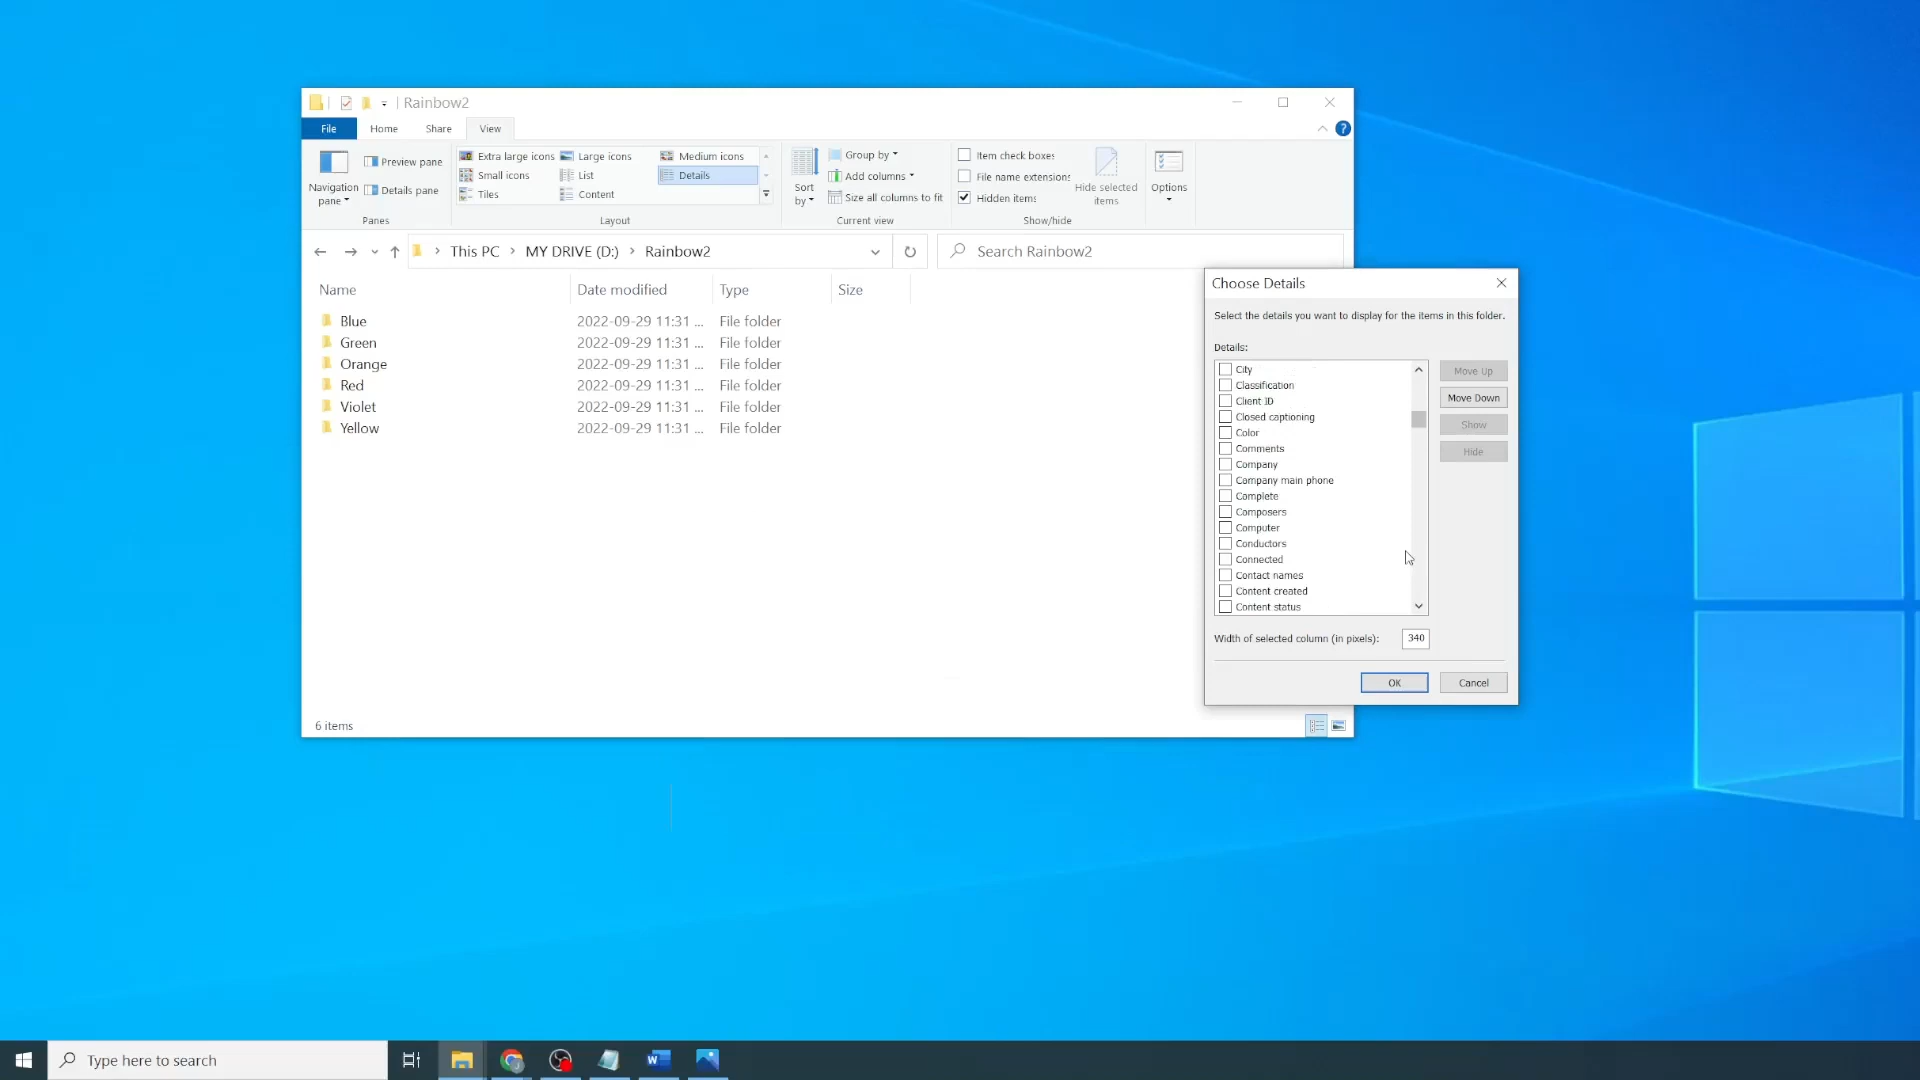 Rainbow2
File Home Share View
Navigation pane
Preview pane
Details pane
Panes
Extra large icons Large icons Medium icons
Small icons List Details
Tiles Content
Layout
Sort by
Group by
Add columns
Size all columns to fit
Current view
Item check boxes
File name extensions
Hidden items
Hide selected items
Show/hide
Options
This PC > MY DRIVE (D:) > Rainbow2
Search Rainbow2
Name Date modified Type Size
Blue 2022-09-29 11:31 ... File folder
Green 2022-09-29 11:31 ... File folder
Orange 2022-09-29 11:31 ... File folder
Red 2022-09-29 11:31 ... File folder
Violet 2022-09-29 11:31 ... File folder
Yellow 2022-09-29 11:31 ... File folder
6 items
Choose Details
Select the details you want to display for the items in this folder.
Details:
City
Classification
Client ID
Closed captioning
Color
Comments
Company
Company main phone
Complete
Composers
Computer
Conductors
Connected
Contact names
Content created
Content status
Move Up
Move Down
Show
Hide
Width of selected column (in pixels): 340
OK Cancel
Type here to search